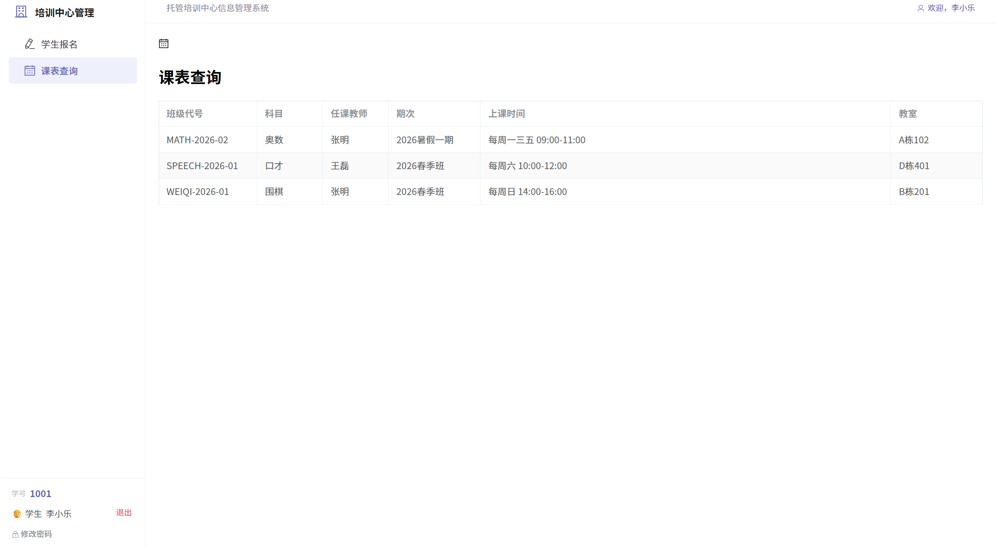 培训中心管理
学生报名
课表查询
学号 1001
学生 李小乐 退出
修改密码
托管培训中心信息管理系统 欢迎，李小乐
课表查询
班级代号 科目 任课教师 期次 上课时间 教室
MATH-2026-02 奥数 张明 2026暑假一期 每周一三五 09:00-11:00 A栋102
SPEECH-2026-01 口才 王磊 2026春季班 每周六 10:00-12:00 D栋401
WEIQI-2026-01 围棋 张明 2026春季班 每周日 14:00-16:00 B栋201